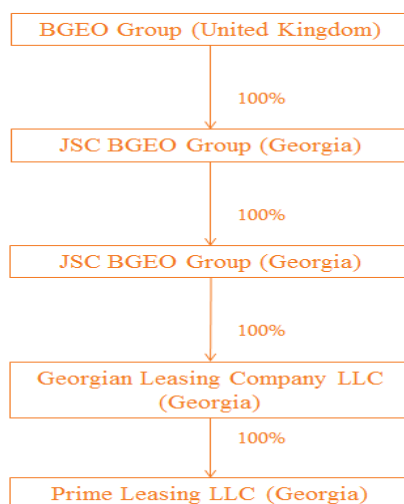 BGEO Group (United Kingdom)
100%
JSC BGEO Group (Georgia)
100%
JSC BGEO Group (Georgia)
100%
Georgian Leasing Company LLC
(Georgia)
100%
Prime Leasing LLC (Georgia)